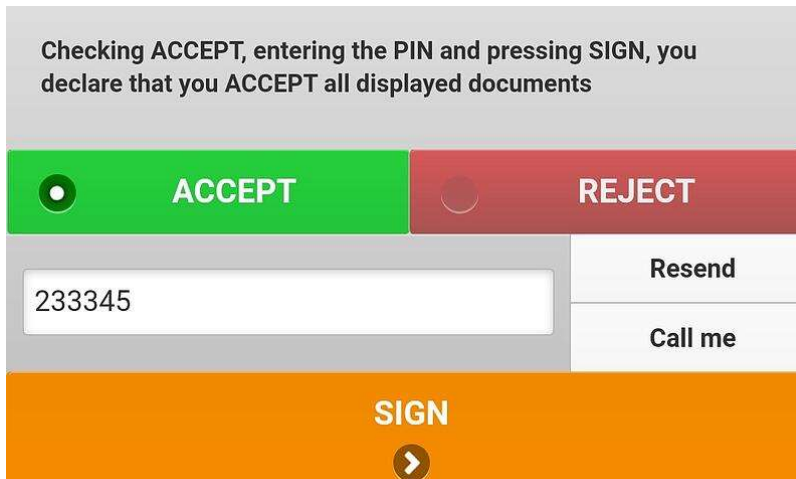 Checking ACCEPT, entering the PIN and pressing SIGN, you
declare that you ACCEPT all displayed documents
ACCEPT
REJECT
233345
Resend
Call me
SIGN